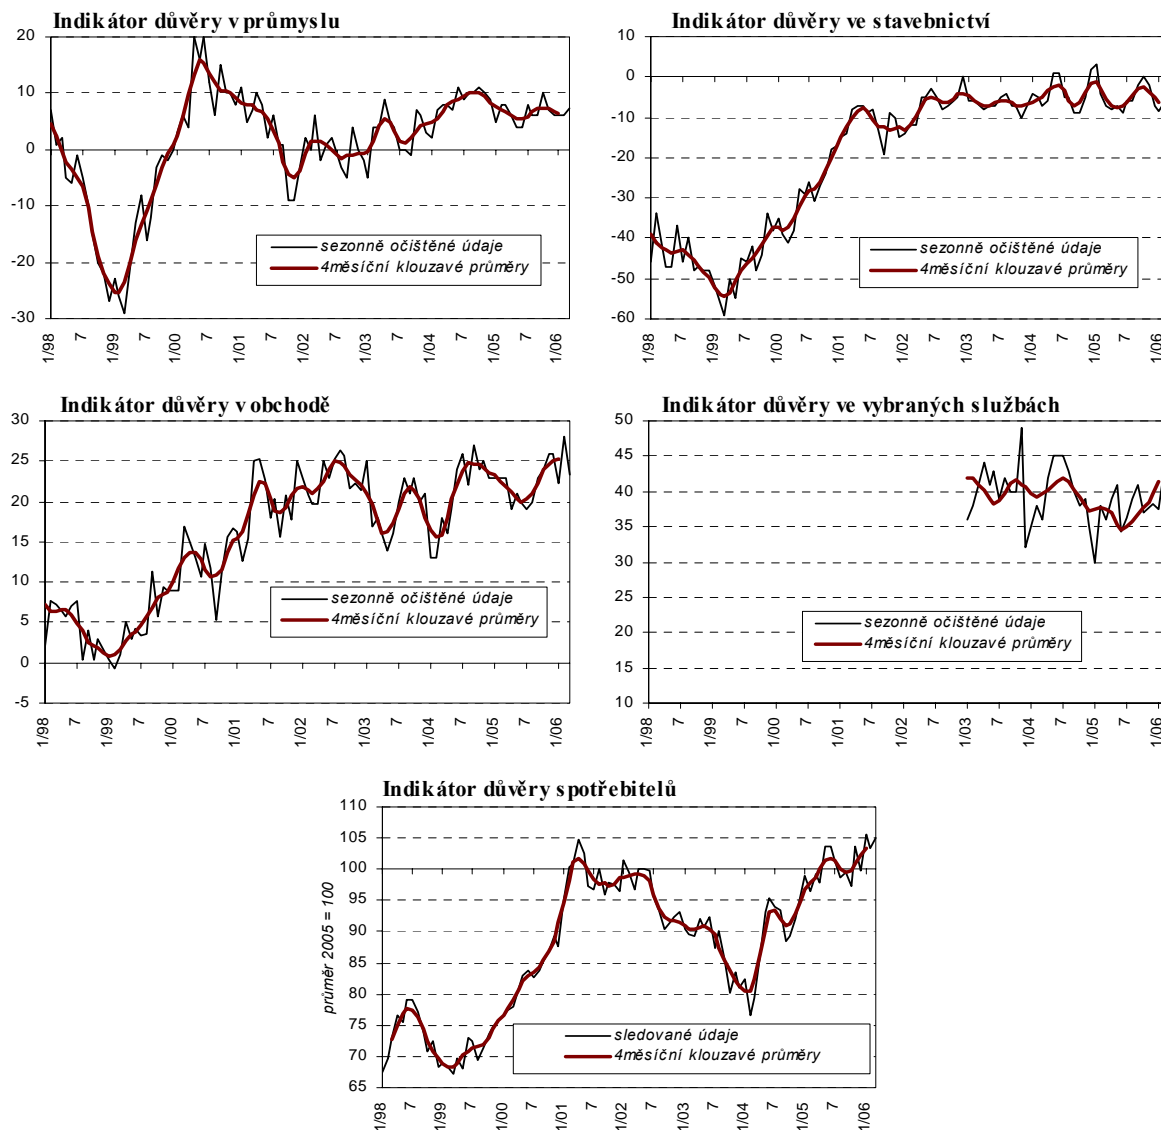 Indikátor důvěry v průmyslu
20
10
0
-10
-20
-30
sezonně očištěné údaje
4měsíční klouzavé průměry
1/98 7 1/99 7 1/00 7 1/01 7 1/02 7 1/03 7 1/04 7 1/05 7 1/06
Indikátor důvěry ve stavebnictví
10
0
-10
-20
-30
-40
-50
-60
sezonně očištěné údaje
4měsíční klouzavé průměry
1/98 7 1/99 7 1/00 7 1/01 7 1/02 7 1/03 7 1/04 7 1/05 7 1/06
Indikátor důvěry v obchodě
30
25
20
15
10
5
0
-5
sezonně očištěné údaje
4měsíční klouzavé průměry
1/98 7 1/99 7 1/00 7 1/01 7 1/02 7 1/03 7 1/04 7 1/05 7 1/06
Indikátor důvěry ve vybraných službách
50
45
40
35
30
25
40
15
10
sezonně očištěné údaje
4měsíční klouzavé průměry
1/98 7 1/99 7 1/00 7 1/01 7 1/02 7 1/03 7 1/04 7 1/05 7 1/06
Indikátor důvěry spotřebitelů
průměr 2005 = 100
110
105
100
95
90
85
80
75
70
65
sledované údaje
4měsíční klouzavé průměry
1/98 7 1/99 7 1/00 7 1/01 7 1/02 7 1/03 7 1/04 7 1/05 7 1/06